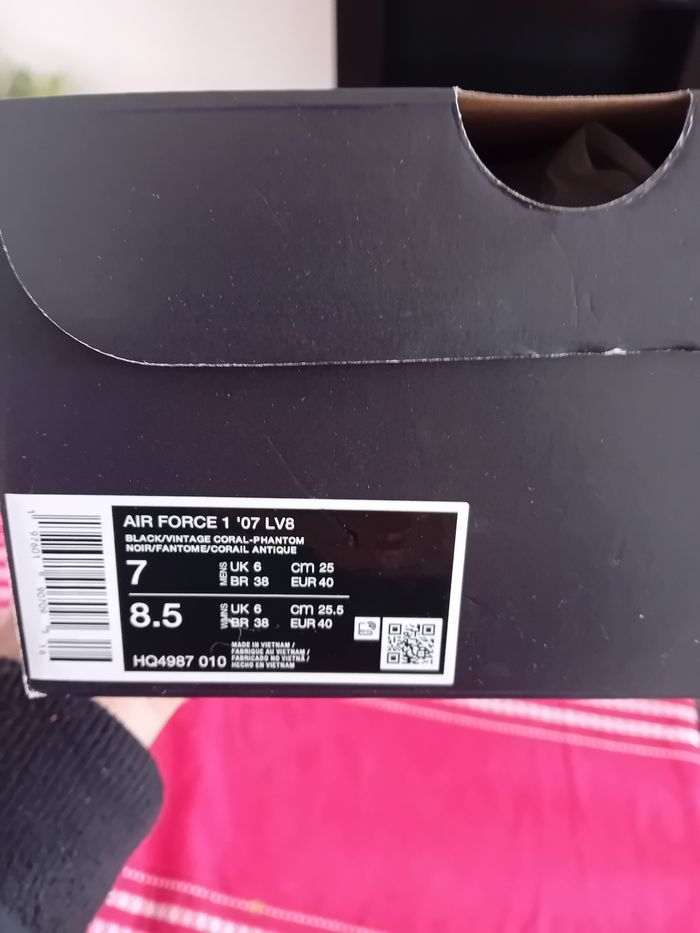 AIR FORCE 1 '07 LV8
BLACK/VINTAGE CORAL-PHANTOM
NOIR/FANTOME/CORAIL ANTIQUE
7 MENS UK 6 cm 25
BR 38 EUR 40
8.5 WMNS UK 6 cm 25.5
BR 38 EUR 40
HQ4987 010
MADE IN VIETNAM /
FABRIQUE AU VIETNAM /
FABRICADO NO VIETNÃ /
HECHO EN VIETNAM